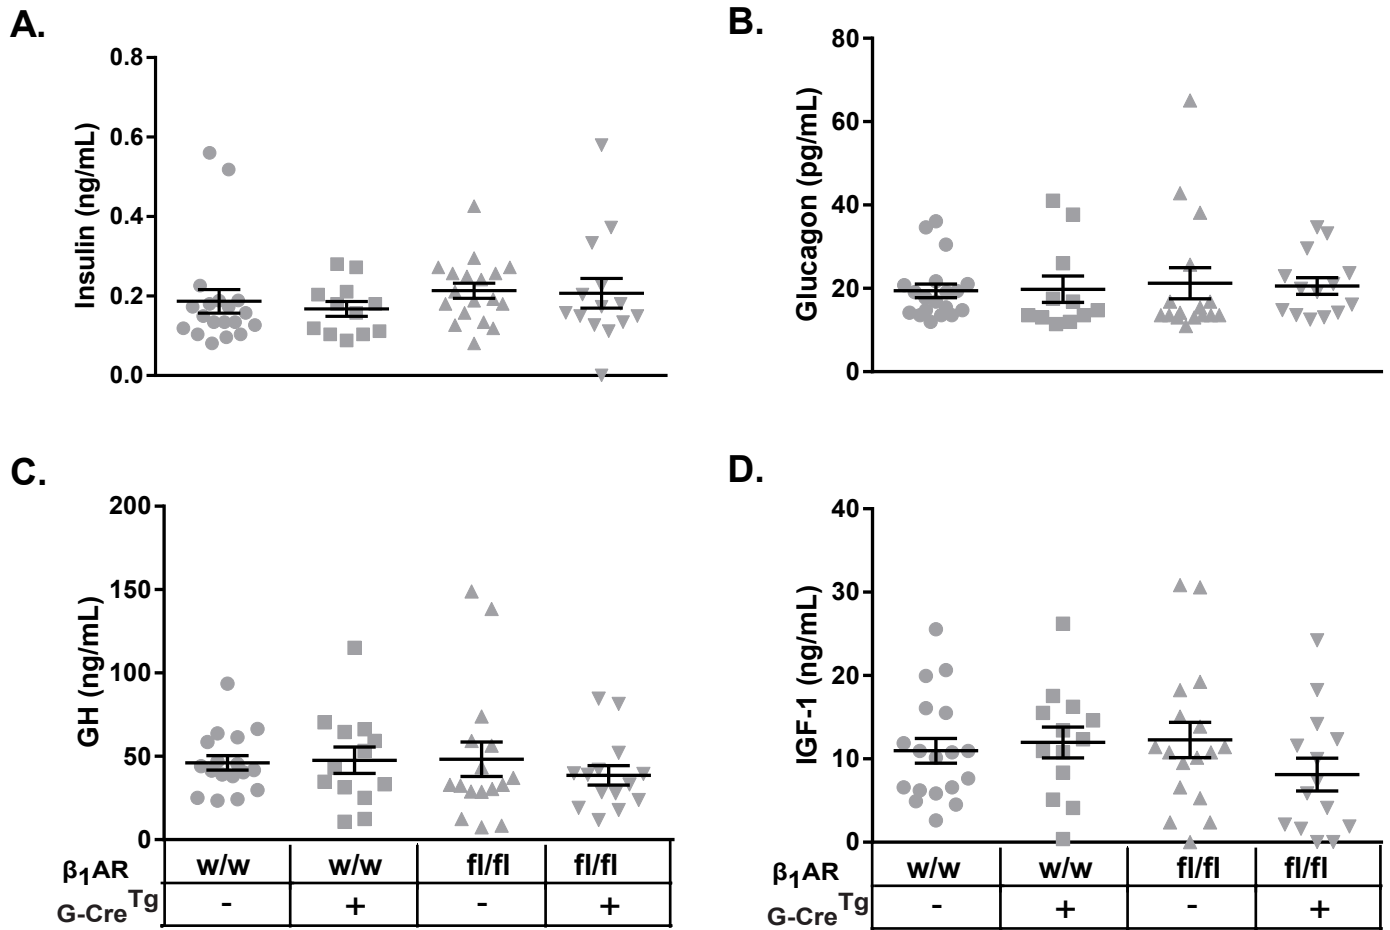 A.
0.8
0.6
0.4
0.2
0.0
Insulin (ng/mL)
B.
80
60
40
20
0
Glucagon (pg/mL)
C.
200
150
100
50
0
GH (ng/mL)
β1AR w/w w/w fl/fl fl/fl
G-CreTg - + - +
D.
40
30
20
10
0
IGF-1 (ng/mL)
β1AR w/w w/w fl/fl fl/fl
G-CreTg - + - +